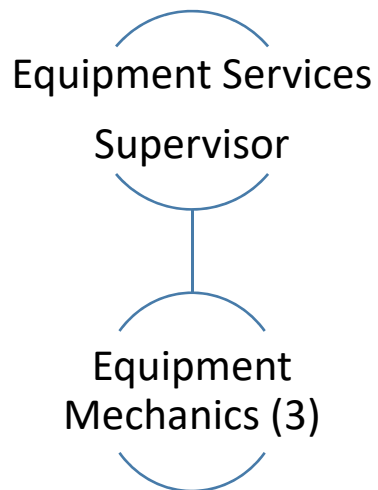 Equipment Services
Supervisor
Equipment
Mechanics (3)